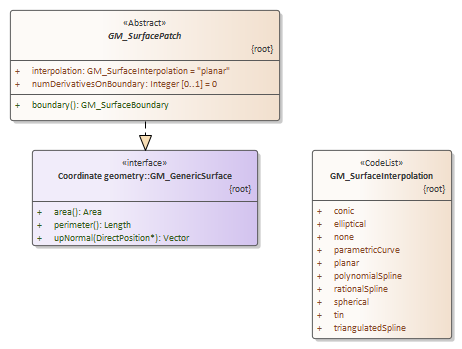 «Abstract»
GM_SurfacePatch
{root}
+ interpolation: GM_SurfaceInterpolation = "planar"
+ numDerivativesOnBoundary: Integer [0..1] = 0
+ boundary(): GM_SurfaceBoundary
«interface»
Coordinate geometry::GM_GenericSurface
{root}
+ area(): Area
+ perimeter(): Length
+ upNormal(DirectPosition*): Vector
«CodeList»
GM_SurfaceInterpolation
{root}
+ conic
+ elliptical
+ none
+ parametricCurve
+ planar
+ polynomialSpline
+ rationalSpline
+ spherical
+ tin
+ triangulatedSpline